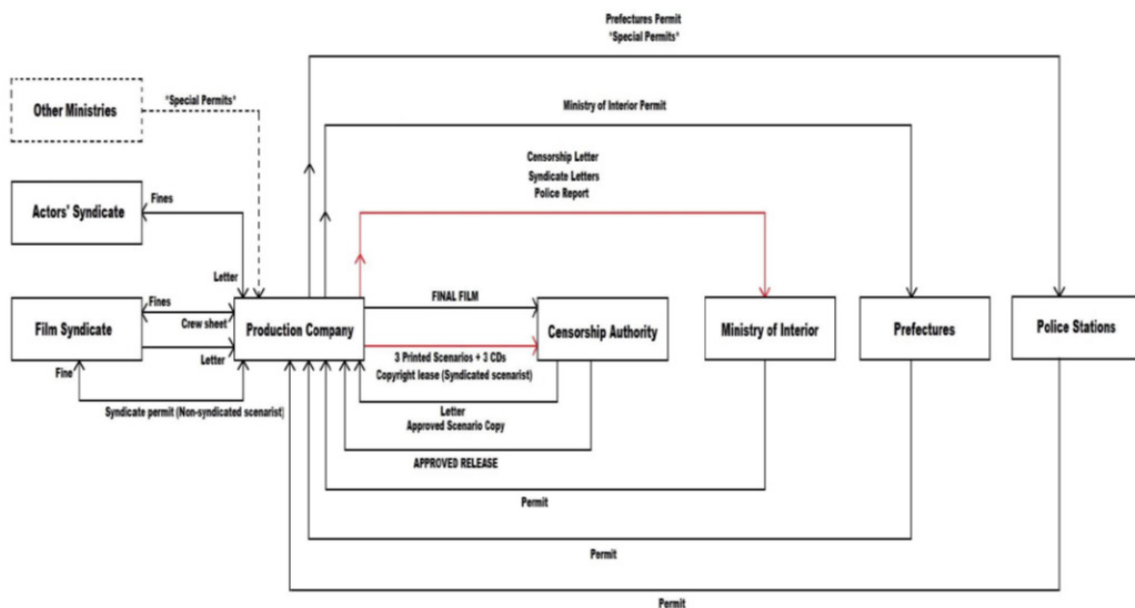 Prefectures Permit
"Special Permits"
Other Ministries
"Special Permits"
Ministry of Interior Permit
Censorship Letter
Syndicate Letters
Police Report
Actors' Syndicate
Fines
Letter
Film Syndicate
Fines
Crew sheet
Letter
Production Company
FINAL FILM
3 Printed Scenarios + 3 CDs
Copyright lease (Syndicated scenarist)
Censorship Authority
Ministry of Interior
Prefectures
Police Stations
Fine
Syndicate permit (Non-syndicated scenarist)
Letter
Approved Scenario Copy
APPROVED RELEASE
Permit
Permit
Permit